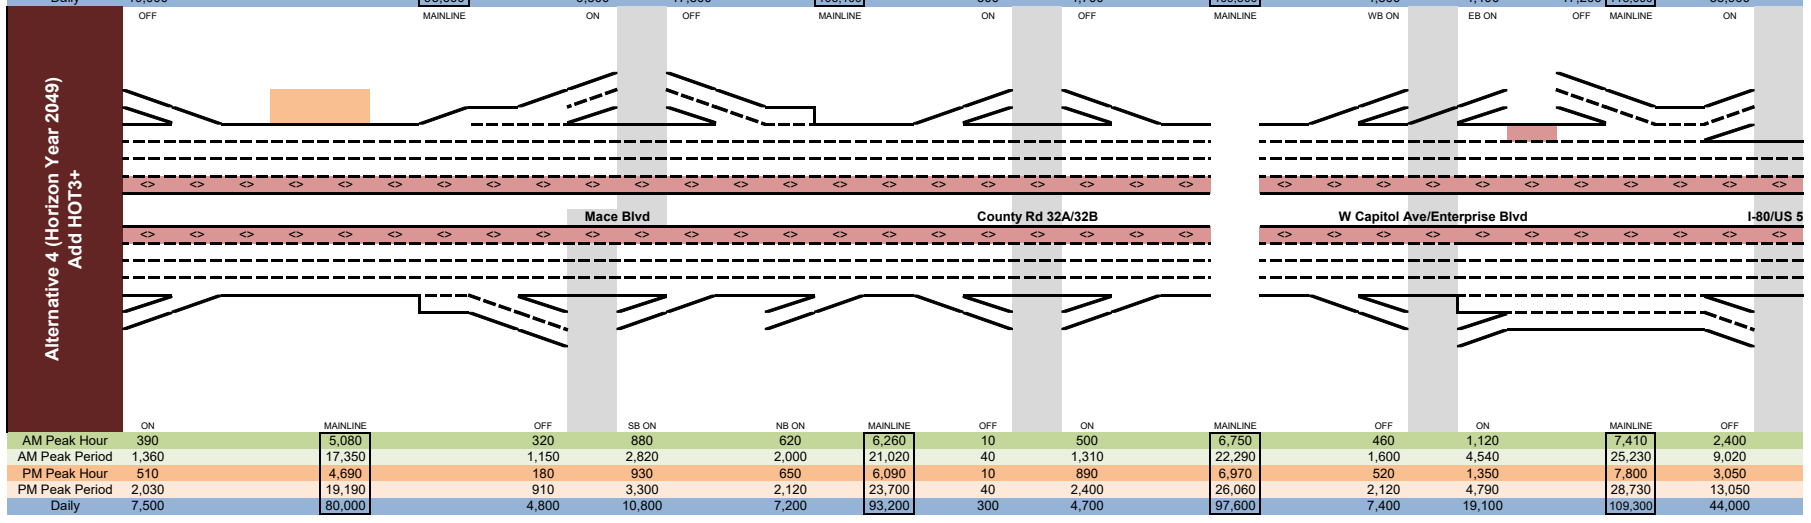 OFF MAINLINE ON OFF MAINLINE ON OFF MAINLINE WB ON EB ON OFF MAINLINE ON
Alternative 4 (Horizon Year 2049)
Add HOT3+
<> <> <> <> <> <> <> <> <> <> <> <> <> <> <> <> <> <> <> <> <> <> <> <> <> <> <> <> <> <> <> <> <>
Mace Blvd County Rd 32A/32B W Capitol Ave/Enterprise Blvd I-80/US 5
<> <> <> <> <> <> <> <> <> <> <> <> <> <> <> <> <> <> <> <> <> <> <> <> <> <> <> <> <> <> <> <> <>
ON MAINLINE OFF SB ON NB ON MAINLINE OFF ON MAINLINE OFF ON MAINLINE OFF
AM Peak Hour 390 5,080 320 880 620 6,260 10 500 6,750 460 1,120 7,410 2,400
AM Peak Period 1,360 17,350 1,150 2,820 2,000 21,020 40 1,310 22,290 1,600 4,540 25,230 9,020
PM Peak Hour 510 4,690 180 930 650 6,090 10 890 6,970 520 1,350 7,800 3,050
PM Peak Period 2,030 19,190 910 3,300 2,120 23,700 40 2,400 26,060 2,120 4,790 28,730 13,050
Daily 7,500 80,000 4,800 10,800 7,200 93,200 300 4,700 97,600 7,400 19,100 109,300 44,000